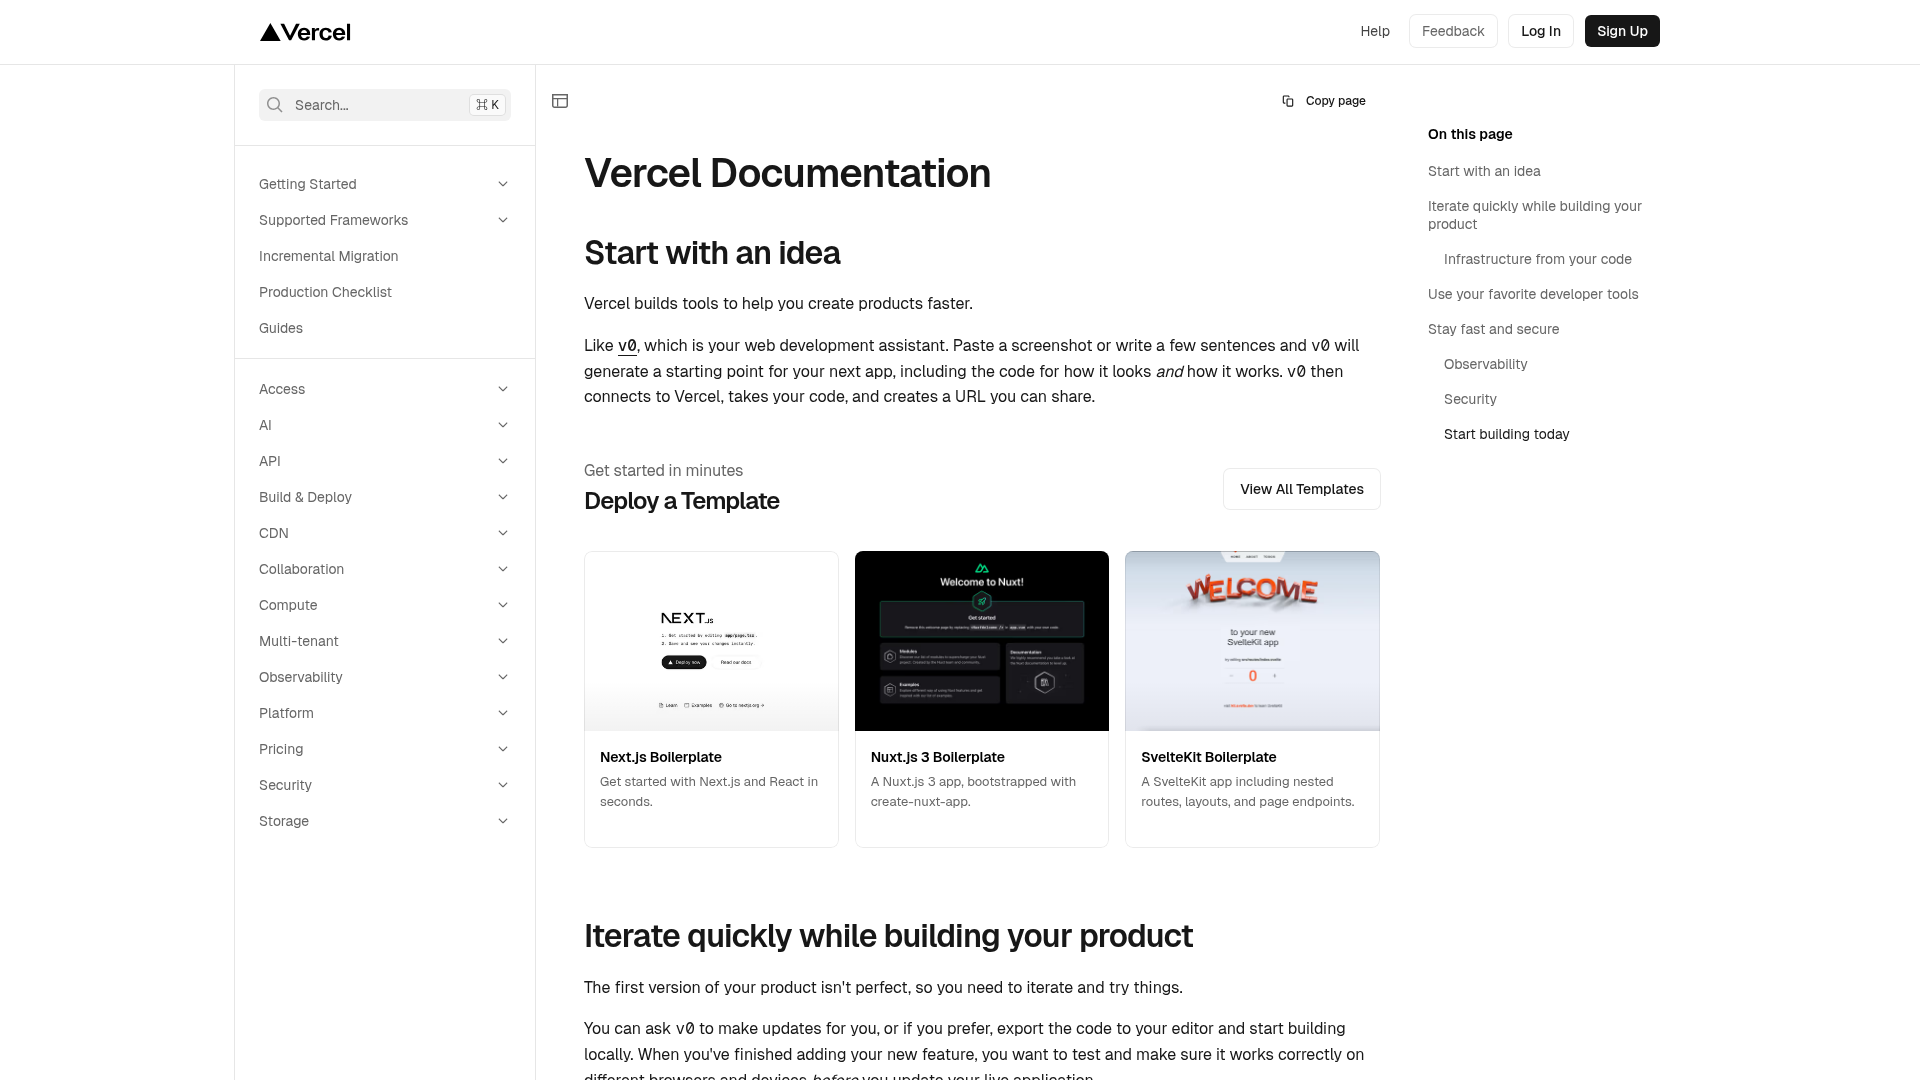 Vercel
Help
Feedback
Log In
Sign Up
Search...
⌘ K
Getting Started
Supported Frameworks
Incremental Migration
Production Checklist
Guides
Access
AI
API
Build & Deploy
CDN
Collaboration
Compute
Multi-tenant
Observability
Platform
Pricing
Security
Storage
Copy page
Vercel Documentation
Start with an idea
Vercel builds tools to help you create products faster.
Like v0, which is your web development assistant. Paste a screenshot or write a few sentences and v0 will
generate a starting point for your next app, including the code for how it looks and how it works. v0 then
connects to Vercel, takes your code, and creates a URL you can share.
Get started in minutes
Deploy a Template
View All Templates
NEXT.JS
1. Get started by editing app/page.tsx.
2. Save and see your changes instantly.
Deploy now
Read our docs
Learn
Examples
Go to nextjs.org →
Next.js Boilerplate
Get started with Next.js and React in
seconds.
Welcome to Nuxt!
Get started
Modules
Documentation
Examples
Nuxt.js 3 Boilerplate
A Nuxt.js 3 app, bootstrapped with
create-nuxt-app.
HOME ABOUT
WELCOME
to your new
SvelteKit app
0
SvelteKit Boilerplate
A SvelteKit app including nested
routes, layouts, and page endpoints.
Iterate quickly while building your product
The first version of your product isn't perfect, so you need to iterate and try things.
You can ask v0 to make updates for you, or if you prefer, export the code to your editor and start building
locally. When you've finished adding your new feature, you want to test and make sure it works correctly on
different browsers and devices before you update your live application.
On this page
Start with an idea
Iterate quickly while building your
product
Infrastructure from your code
Use your favorite developer tools
Stay fast and secure
Observability
Security
Start building today